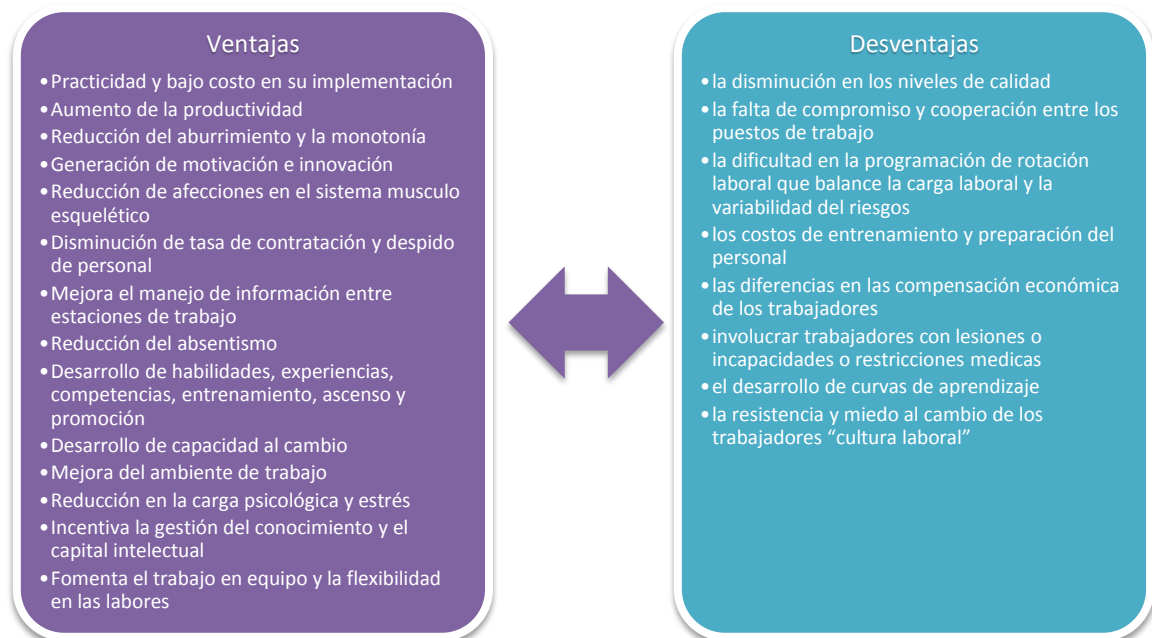 Ventajas
•Practicidad y bajo costo en su implementación
•Aumento de la productividad
•Reducción del aburrimiento y la monotonía
•Generación de motivación e innovación
•Reducción de afecciones en el sistema musculo
esquelético
•Disminución de tasa de contratación y despido
de personal
•Mejora el manejo de información entre
estaciones de trabajo
•Reducción del absentismo
•Desarrollo de habilidades, experiencias,
competencias, entrenamiento, ascenso y
promoción
•Desarrollo de capacidad al cambio
•Mejora del ambiente de trabajo
•Reducción en la carga psicológica y estrés
•Incentiva la gestión del conocimiento y el
capital intelectual
•Fomenta el trabajo en equipo y la flexibilidad
en las labores
Desventajas
•la disminución en los niveles de calidad
•la falta de compromiso y cooperación entre los
puestos de trabajo
•la dificultad en la programación de rotación
laboral que balance la carga laboral y la
variabilidad del riesgos
•los costos de entrenamiento y preparación del
personal
•las diferencias en las compensación económica
de los trabajadores
•involucrar trabajadores con lesiones o
incapacidades o restricciones medicas
•el desarrollo de curvas de aprendizaje
•la resistencia y miedo al cambio de los
trabajadores “cultura laboral”